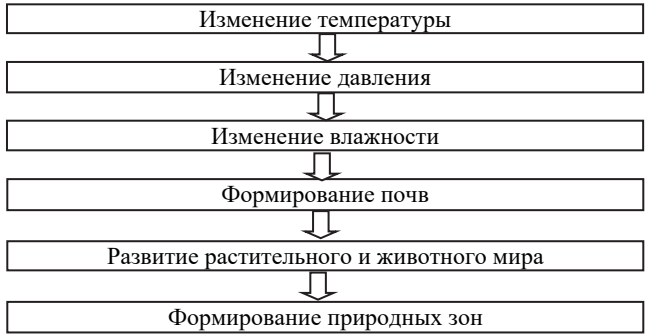 Изменение температуры
Изменение давления
Изменение влажности
Формирование почв
Развитие растительного и животного мира
Формирование природных зон